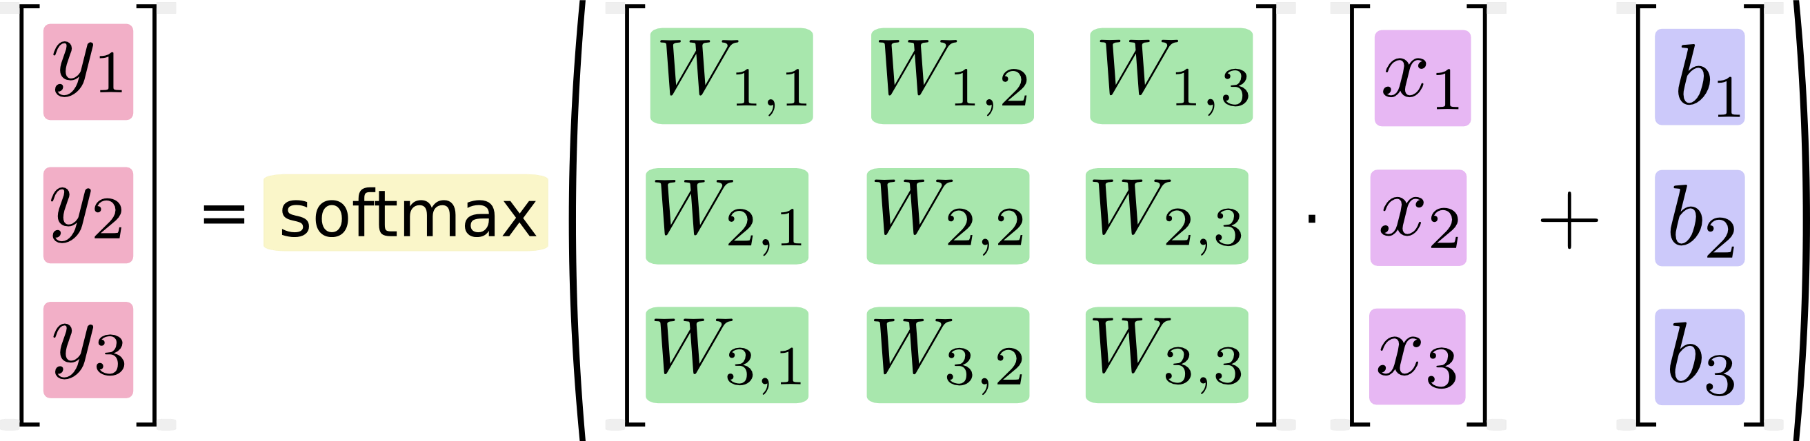 y1 W1,1 W1,2 W1,3 x1 b1
y2 = softmax W2,1 W2,2 W2,3 · x2 + b2
y3 W3,1 W3,2 W3,3 x3 b3